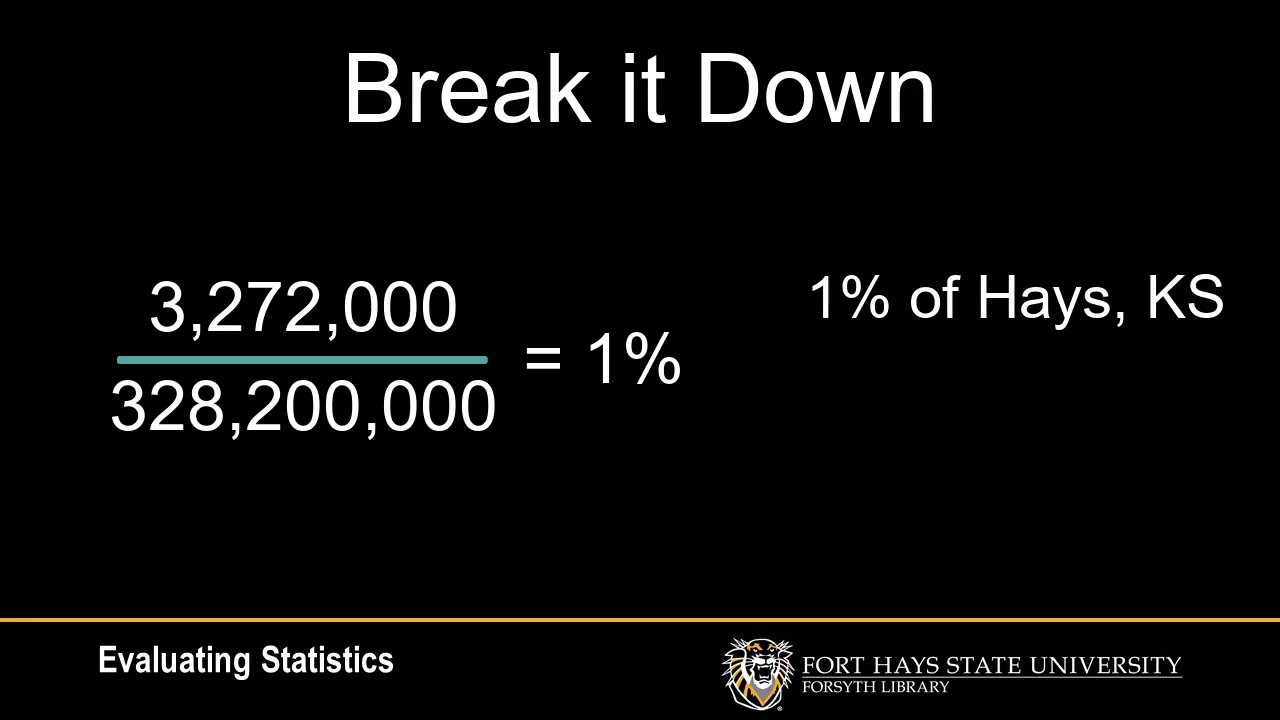 Break it Down
3,272,000
328,200,000
= 1%
1% of Hays, KS
Evaluating Statistics
FORT HAYS STATE UNIVERSITY
FORSYTH LIBRARY
®